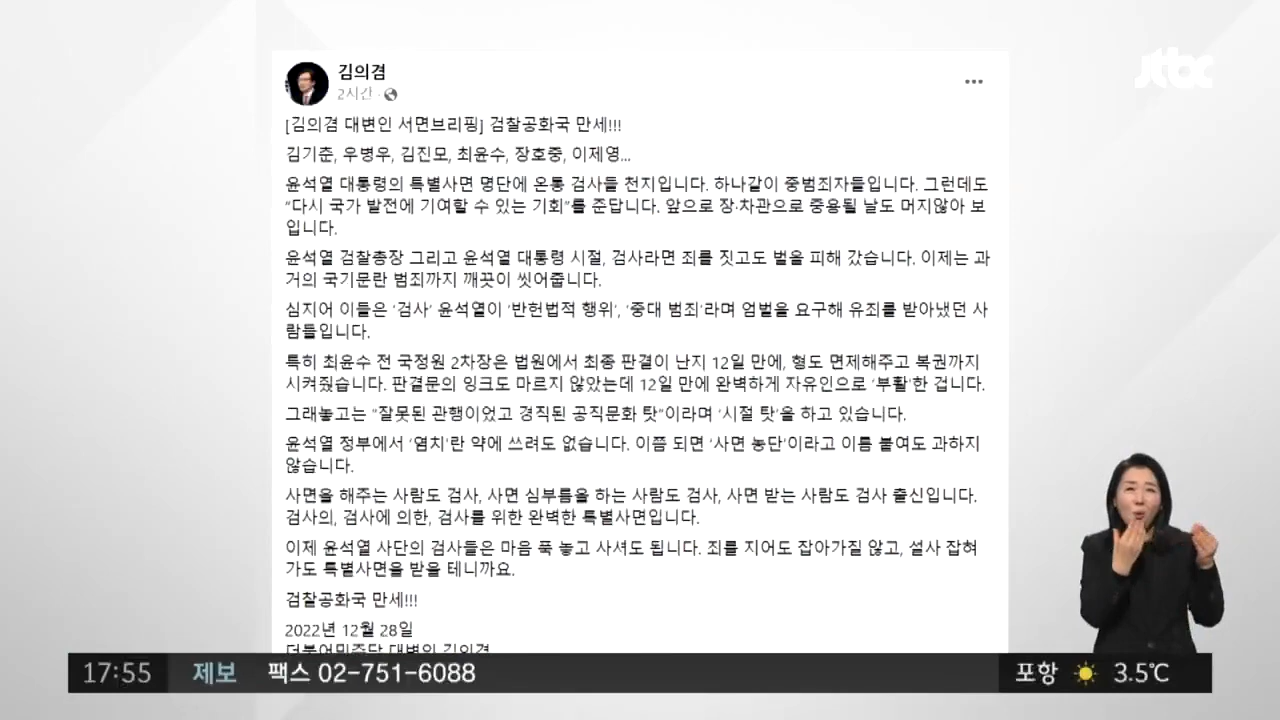 jtbc
김의겸
2시간 ·
[김의겸 대변인 서면브리핑] 검찰공화국 만세!!!
김기춘, 우병우, 김진모, 최윤수, 장호중, 이제영...
윤석열 대통령의 특별사면 명단에 온통 검사들 천지입니다. 하나같이 중범죄자들입니다. 그런데도
“다시 국가 발전에 기여할 수 있는 기회”를 준답니다. 앞으로 장·차관으로 중용될 날도 머지않아 보
입니다.
윤석열 검찰총장 그리고 윤석열 대통령 시절, 검사라면 죄를 짓고도 벌을 피해 갔습니다. 이제는 과
거의 국기문란 범죄까지 깨끗이 씻어줍니다.
심지어 이들은 ‘검사’ 윤석열이 ‘반헌법적 행위’, ‘중대 범죄’라며 엄벌을 요구해 유죄를 받아냈던 사
람들입니다.
특히 최윤수 전 국정원 2차장은 법원에서 최종 판결이 난지 12일 만에, 형도 면제해주고 복권까지
시켜줬습니다. 판결문의 잉크도 마르지 않았는데 12일 만에 완벽하게 자유인으로 ‘부활’한 겁니다.
그래놓고는 “잘못된 관행이었고 경직된 공직문화 탓”이라며 ‘시절 탓’을 하고 있습니다.
윤석열 정부에서 ‘염치’란 약에 쓰려도 없습니다. 이쯤 되면 ‘사면 농단’이라고 이름 붙여도 과하지
않습니다.
사면을 해주는 사람도 검사, 사면 심부름을 하는 사람도 검사, 사면 받는 사람도 검사 출신입니다.
검사의, 검사에 의한, 검사를 위한 완벽한 특별사면입니다.
이제 윤석열 사단의 검사들은 마음 푹 놓고 사셔도 됩니다. 죄를 지어도 잡아가질 않고, 설사 잡혀
가도 특별사면을 받을 테니까요.
검찰공화국 만세!!!
2022년 12월 28일
더불어민주당 대변인 김의겸
17:55 제보 팩스 02-751-6088 포항 3.5℃